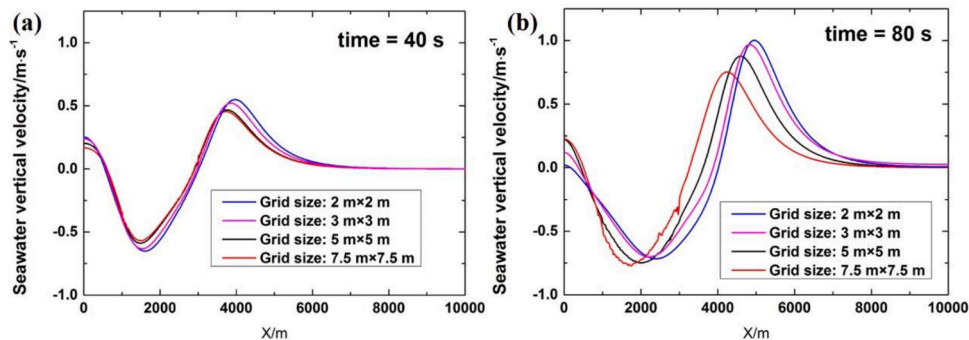 (a)
time = 40 s
Seawater vertical velocity/m·s⁻¹
1.0
0.5
0.0
-0.5
-1.0
Grid size: 2 m×2 m
Grid size: 3 m×3 m
Grid size: 5 m×5 m
Grid size: 7.5 m×7.5 m
0 2000 4000 6000 8000 10000
X/m
(b)
time = 80 s
Seawater vertical velocity/m·s⁻¹
1.0
0.5
0.0
-0.5
-1.0
Grid size: 2 m×2 m
Grid size: 3 m×3 m
Grid size: 5 m×5 m
Grid size: 7.5 m×7.5 m
0 2000 4000 6000 8000 10000
X/m